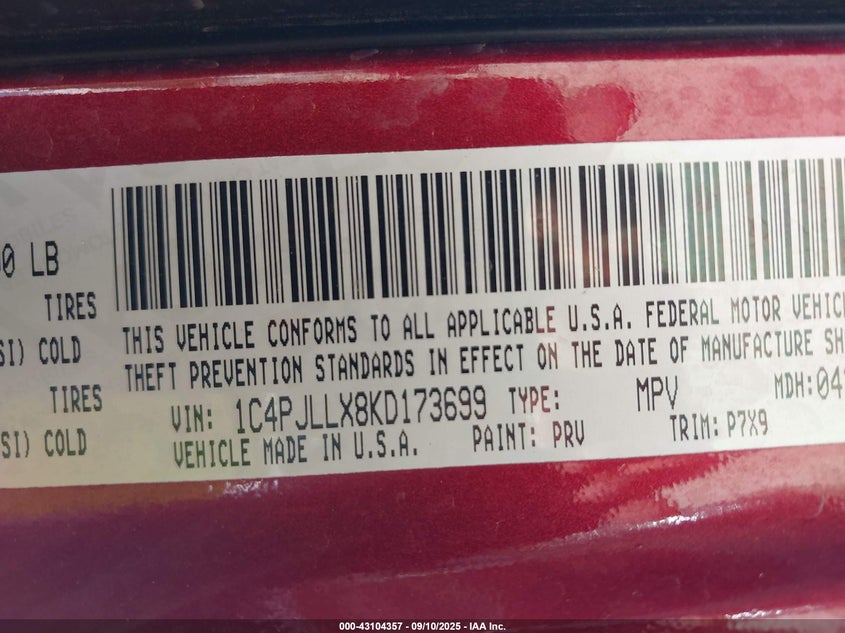 00 LB
TIRES
SI) COLD
TIRES
SI) COLD
THIS VEHICLE CONFORMS TO ALL APPLICABLE U.S.A. FEDERAL MOTOR VEHIC
THEFT PREVENTION STANDARDS IN EFFECT ON THE DATE OF MANUFACTURE SH
VIN: 1C4PJLLX8KD173699 TYPE: MPV MDH: 04
VEHICLE MADE IN U.S.A. PAINT: PRV TRIM: P7X9
000-43104357 - 09/10/2025 - IAA Inc.